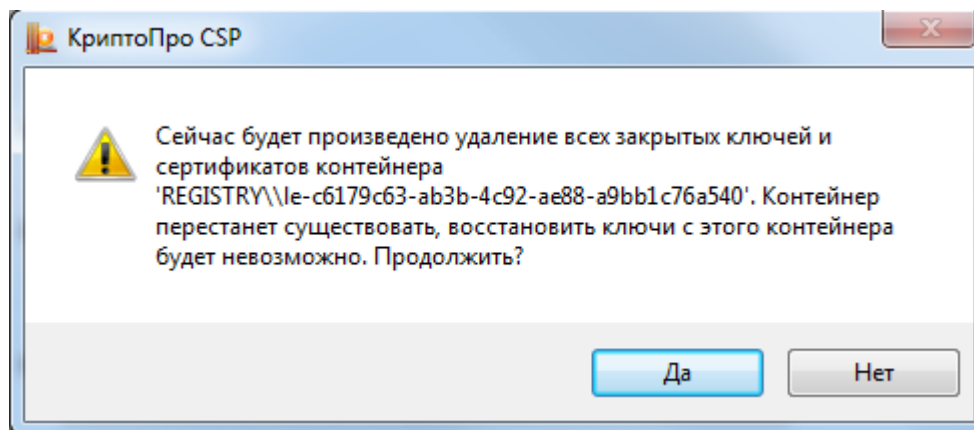 КриптоПро CSP
Сейчас будет произведено удаление всех закрытых ключей и
сертификатов контейнера
'REGISTRY\\le-c6179c63-ab3b-4c92-ae88-a9bb1c76a540'. Контейнер
перестанет существовать, восстановить ключи с этого контейнера
будет невозможно. Продолжить?
Да
Нет